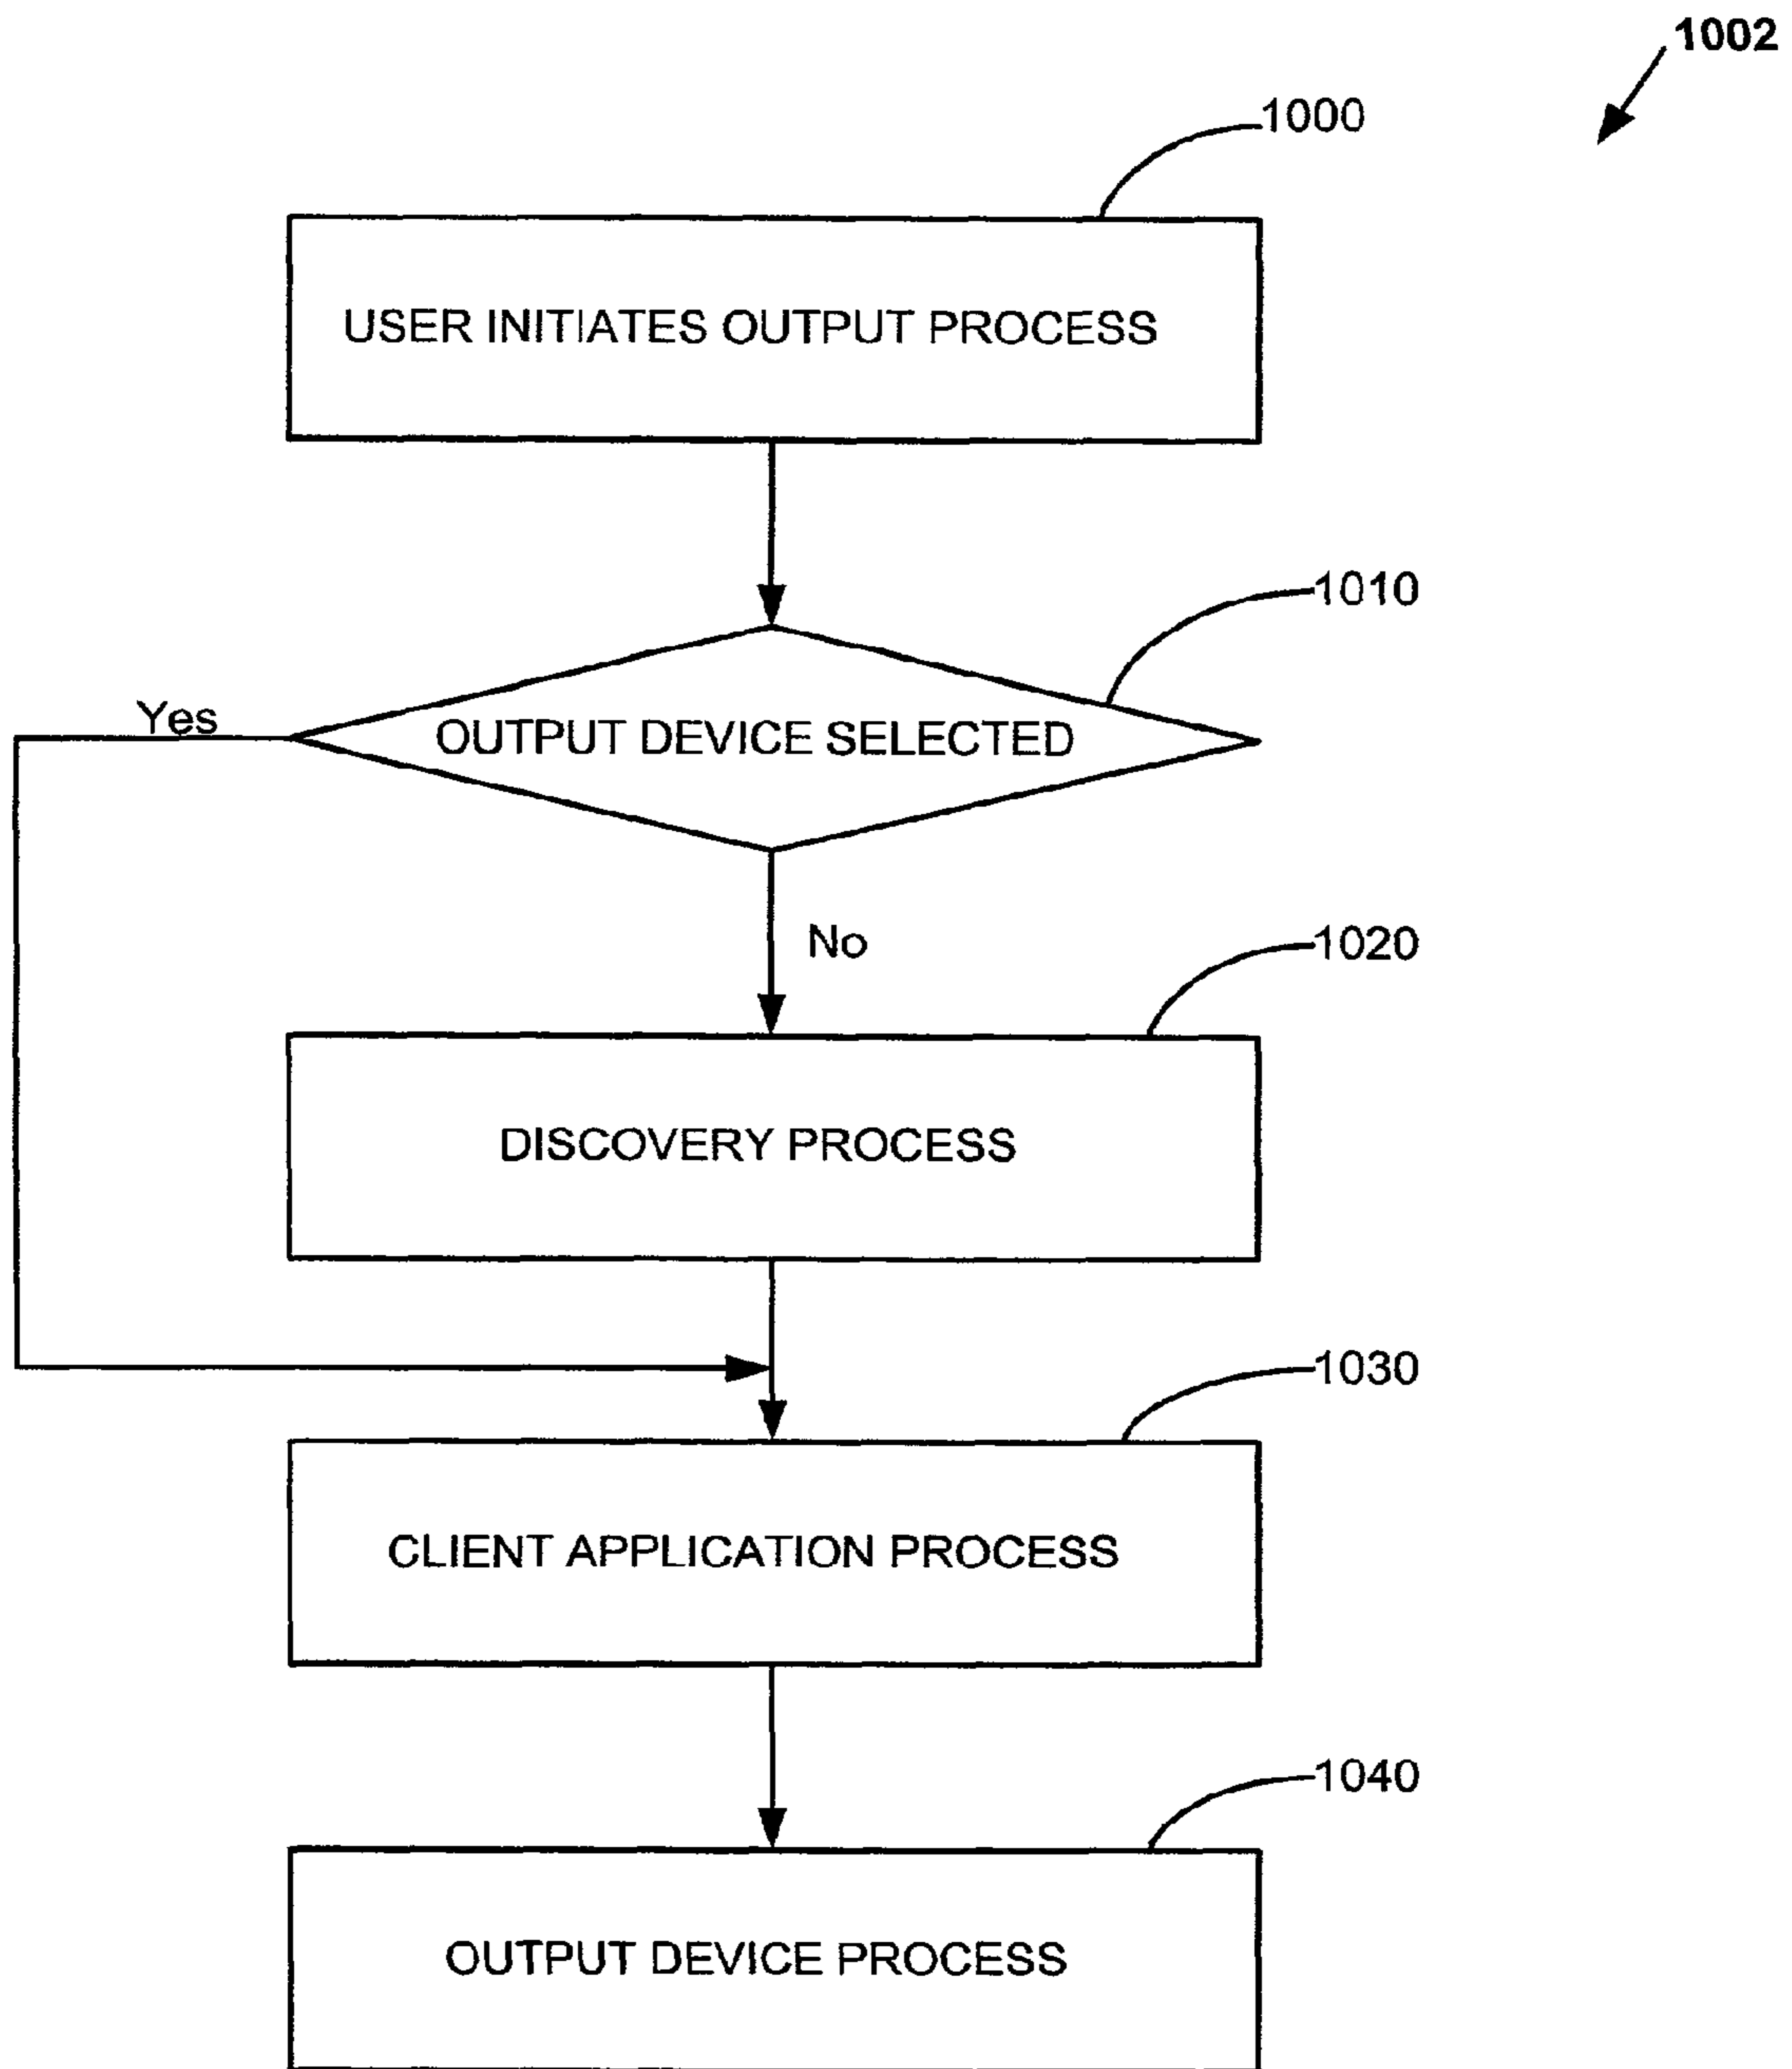 1002
1000
USER INITIATES OUTPUT PROCESS
1010
Yes
OUTPUT DEVICE SELECTED
No
1020
DISCOVERY PROCESS
1030
CLIENT APPLICATION PROCESS
1040
OUTPUT DEVICE PROCESS